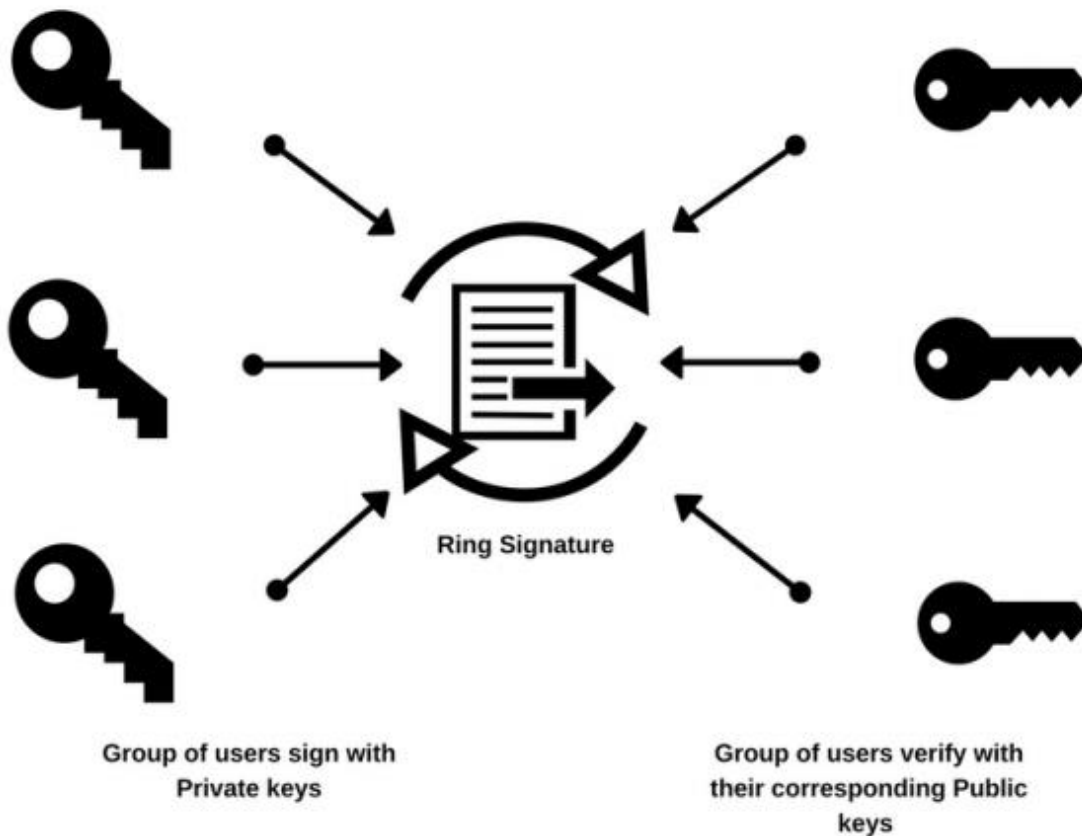 Ring Signature
Group of users sign with
Private keys
Group of users verify with
their corresponding Public
keys